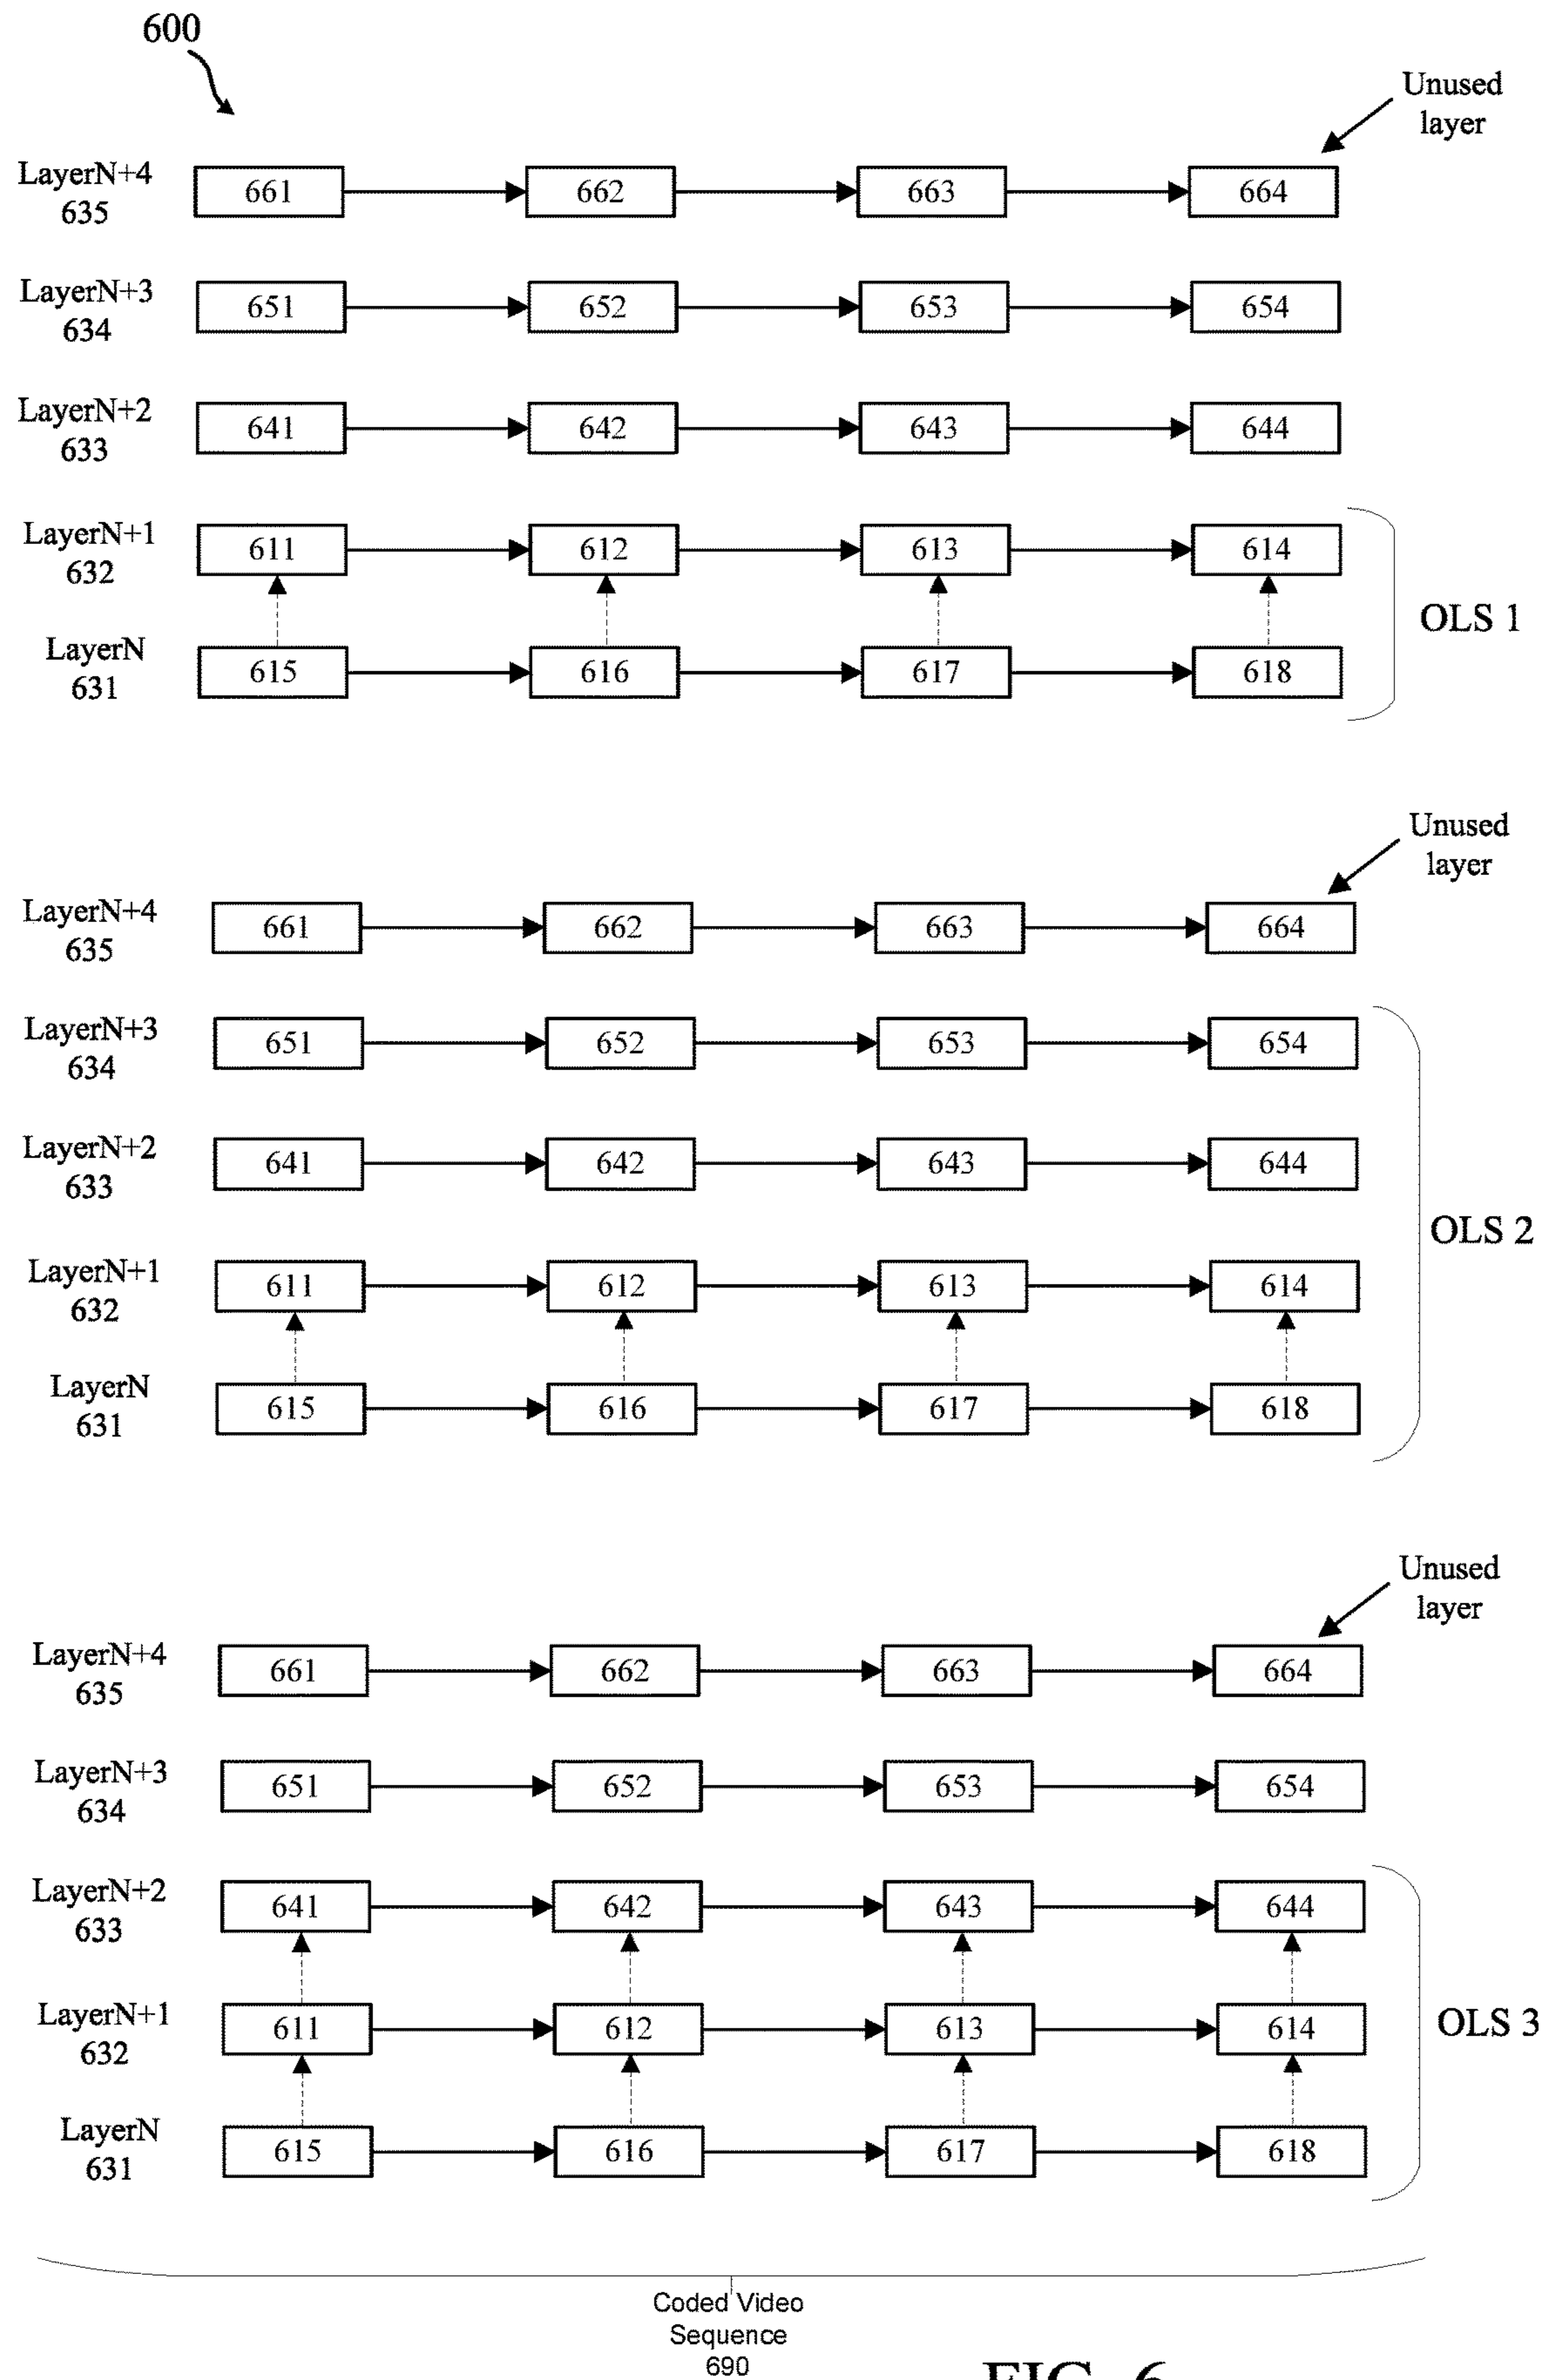 600
Unused
layer
LayerN+4
635
661 662 663 664
LayerN+3
634
651 652 653 654
LayerN+2
633
641 642 643 644
LayerN+1
632
611 612 613 614
OLS 1
LayerN
631
615 616 617 618
Unused
layer
LayerN+4
635
661 662 663 664
LayerN+3
634
651 652 653 654
LayerN+2
633
641 642 643 644
OLS 2
LayerN+1
632
611 612 613 614
LayerN
631
615 616 617 618
Unused
layer
LayerN+4
635
661 662 663 664
LayerN+3
634
651 652 653 654
LayerN+2
633
641 642 643 644
LayerN+1
632
611 612 613 614
OLS 3
LayerN
631
615 616 617 618
Coded Video
Sequence
690
FIG. 6